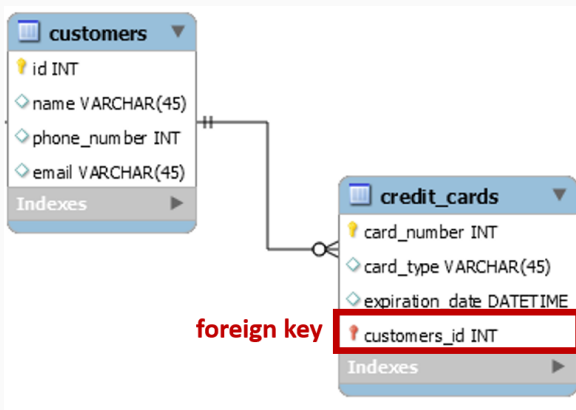 customers
id INT
name VARCHAR(45)
phone_number INT
email VARCHAR(45)
Indexes
credit_cards
card_number INT
card_type VARCHAR(45)
expiration_date DATETIME
foreign key
customers_id INT
Indexes